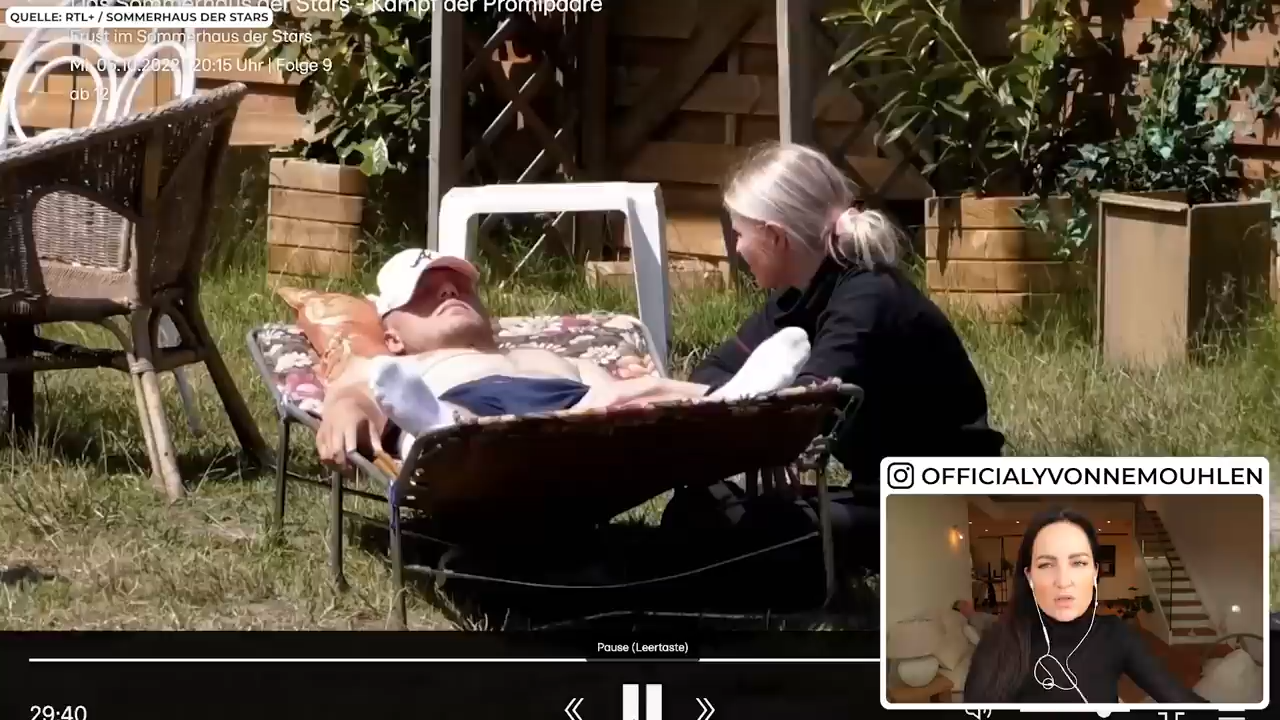 Das Sommerhaus der Stars - Kampf der Promipaare
QUELLE: RTL+ / SOMMERHAUS DER STARS
Frust im Sommerhaus der Stars
Mi. 05.10.2022 | 20:15 Uhr | Folge 9
ab 12
OFFICIALYVONNEMOUHLEN
Pause (Leertaste)
29:40